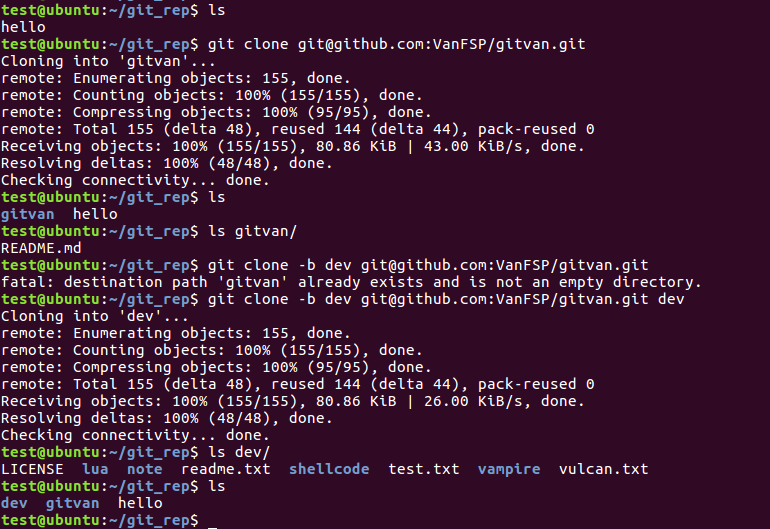 test@ubuntu:~/git_rep$ ls
hello
test@ubuntu:~/git_rep$ git clone git@github.com:VanFSP/gitvan.git
Cloning into 'gitvan'...
remote: Enumerating objects: 155, done.
remote: Counting objects: 100% (155/155), done.
remote: Compressing objects: 100% (95/95), done.
remote: Total 155 (delta 48), reused 144 (delta 44), pack-reused 0
Receiving objects: 100% (155/155), 80.86 KiB | 43.00 KiB/s, done.
Resolving deltas: 100% (48/48), done.
Checking connectivity... done.
test@ubuntu:~/git_rep$ ls
gitvan  hello
test@ubuntu:~/git_rep$ ls gitvan/
README.md
test@ubuntu:~/git_rep$ git clone -b dev git@github.com:VanFSP/gitvan.git
fatal: destination path 'gitvan' already exists and is not an empty directory.
test@ubuntu:~/git_rep$ git clone -b dev git@github.com:VanFSP/gitvan.git dev
Cloning into 'dev'...
remote: Enumerating objects: 155, done.
remote: Counting objects: 100% (155/155), done.
remote: Compressing objects: 100% (95/95), done.
remote: Total 155 (delta 48), reused 144 (delta 44), pack-reused 0
Receiving objects: 100% (155/155), 80.86 KiB | 26.00 KiB/s, done.
Resolving deltas: 100% (48/48), done.
Checking connectivity... done.
test@ubuntu:~/git_rep$ ls dev/
LICENSE  lua  note  readme.txt  shellcode  test.txt  vampire  vulcan.txt
test@ubuntu:~/git_rep$ ls
dev  gitvan  hello
test@ubuntu:~/git_rep$ _